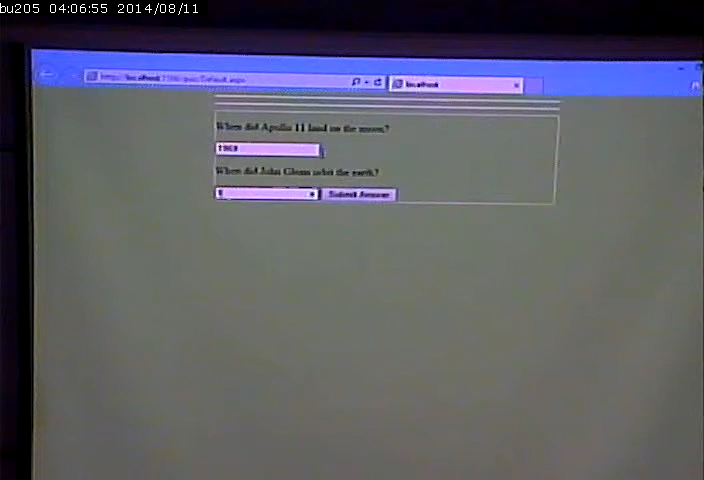 bu205 04:06:55 2014/08/11
localhost
When did Apollo 11 land on the moon?
1969
When did John Glenn orbit the earth?
Submit Answer